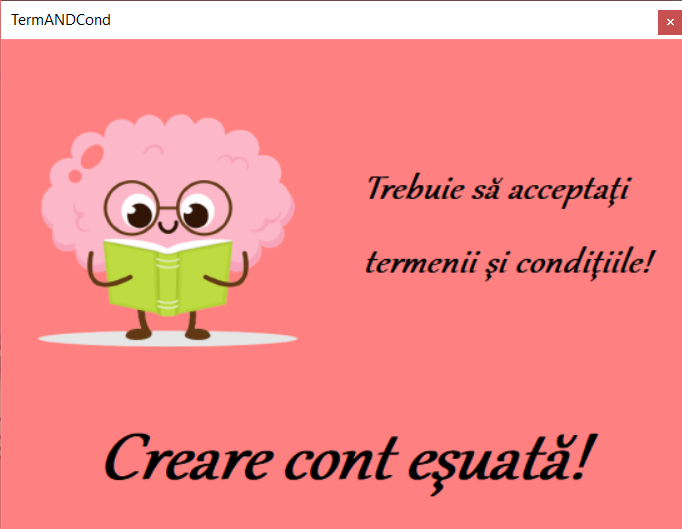 TermANDCond
Trebuie să acceptaţi
termenii şi condiţiile!
Creare cont eşuată!